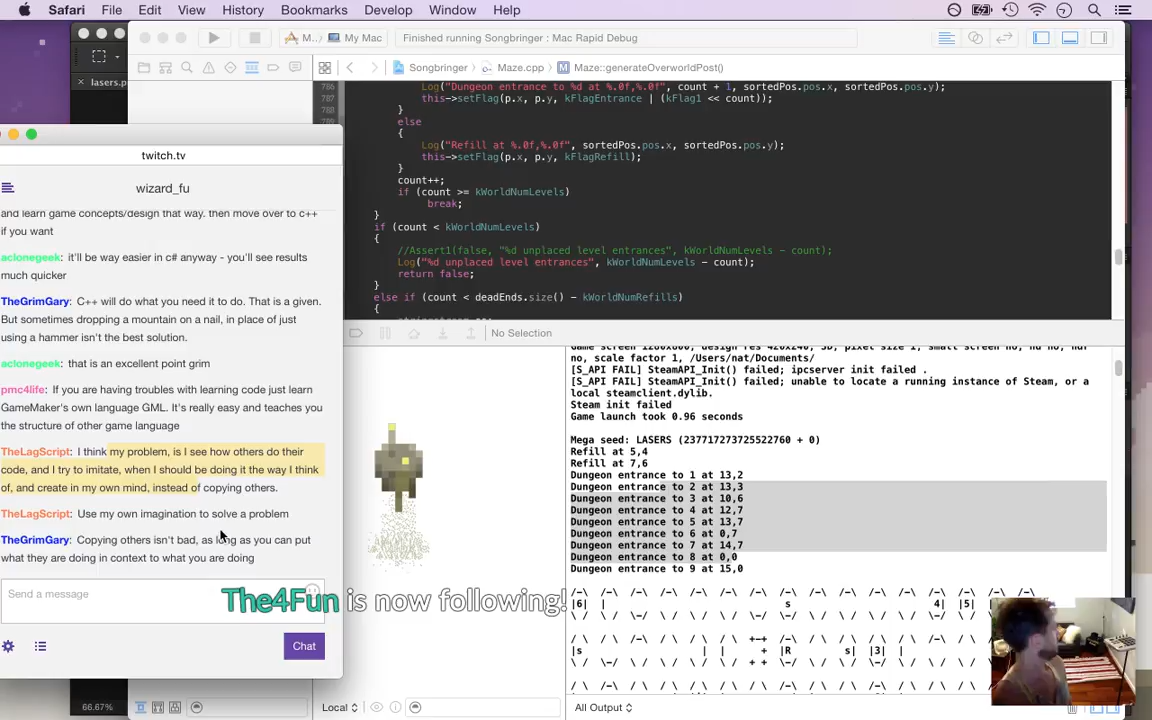 Safari File Edit View History Bookmarks Develop Window Help
M... My Mac Finished running Songbringer : Mac Rapid Debug
lasers.p
Songbringer Maze.cpp M Maze::generateOverworldPost()
786 Log("Dungeon entrance to %d at %.0f,%.0f", count + 1, sortedPos.pos.x, sortedPos.pos.y);
787 this->setFlag(p.x, p.y, kFlagEntrance | (kFlag1 << count));
788 }
else
{
Log("Refill at %.0f,%.0f", sortedPos.pos.x, sortedPos.pos.y);
this->setFlag(p.x, p.y, kFlagRefill);
}
count++;
if (count >= kWorldNumLevels)
break;
}
if (count < kWorldNumLevels)
{
//Assert1(false, "%d unplaced level entrances", kWorldNumLevels - count);
Log("%d unplaced level entrances", kWorldNumLevels - count);
return false;
}
else if (count < deadEnds.size() - kWorldNumRefills)
{
No Selection
twitch.tv
wizard_fu
and learn game concepts/design that way. then move over to c++
if you want
aclonegeek: it'll be way easier in c# anyway - you'll see results
much quicker
TheGrimGary: C++ will do what you need it to do. That is a given.
But sometimes dropping a mountain on a nail, in place of just
using a hammer isn't the best solution.
aclonegeek: that is an excellent point grim
pmc4life: If you are having troubles with learning code just learn
GameMaker's own language GML. It's really easy and teaches you
the structure of other game language
TheLagScript: I think my problem, is I see how others do their
code, and I try to imitate, when I should be doing it the way I think
of, and create in my own mind, instead of copying others.
TheLagScript: Use my own imagination to solve a problem
TheGrimGary: Copying others isn't bad, as long as you can put
what they are doing in context to what you are doing
Send a message
Chat
The4Fun is now following!
no, scale factor 1, /Users/nat/Documents/
[S_API FAIL] SteamAPI_Init() failed; ipcserver init failed .
[S_API FAIL] SteamAPI_Init() failed; unable to locate a running instance of Steam, or a
local steamclient.dylib.
Steam init failed
Game launch took 0.96 seconds
Mega seed: LASERS (237717273725522760 + 0)
Refill at 5,4
Refill at 7,6
Dungeon entrance to 1 at 13,2
Dungeon entrance to 2 at 13,3
Dungeon entrance to 3 at 10,6
Dungeon entrance to 4 at 12,7
Dungeon entrance to 5 at 13,7
Dungeon entrance to 6 at 0,7
Dungeon entrance to 7 at 14,7
Dungeon entrance to 8 at 0,0
Dungeon entrance to 9 at 15,0
/-\ /-\ /-\ /-\ /-\ /-\ /-\ /-\ /-\ /-\
|6| | s 4| |5|
\ / \-/ \-/ \-/ \-/ \-/ \-/ \-/ \ / \ /
/ \ / \ /-\ / \ / \ +-+ /-\ / \ / \ /-\
|s | | + |R s| |3| |
\-/ \ / \ / \ / \ / + + \-/ \ / \-/ \ /
66.67% Local All Output